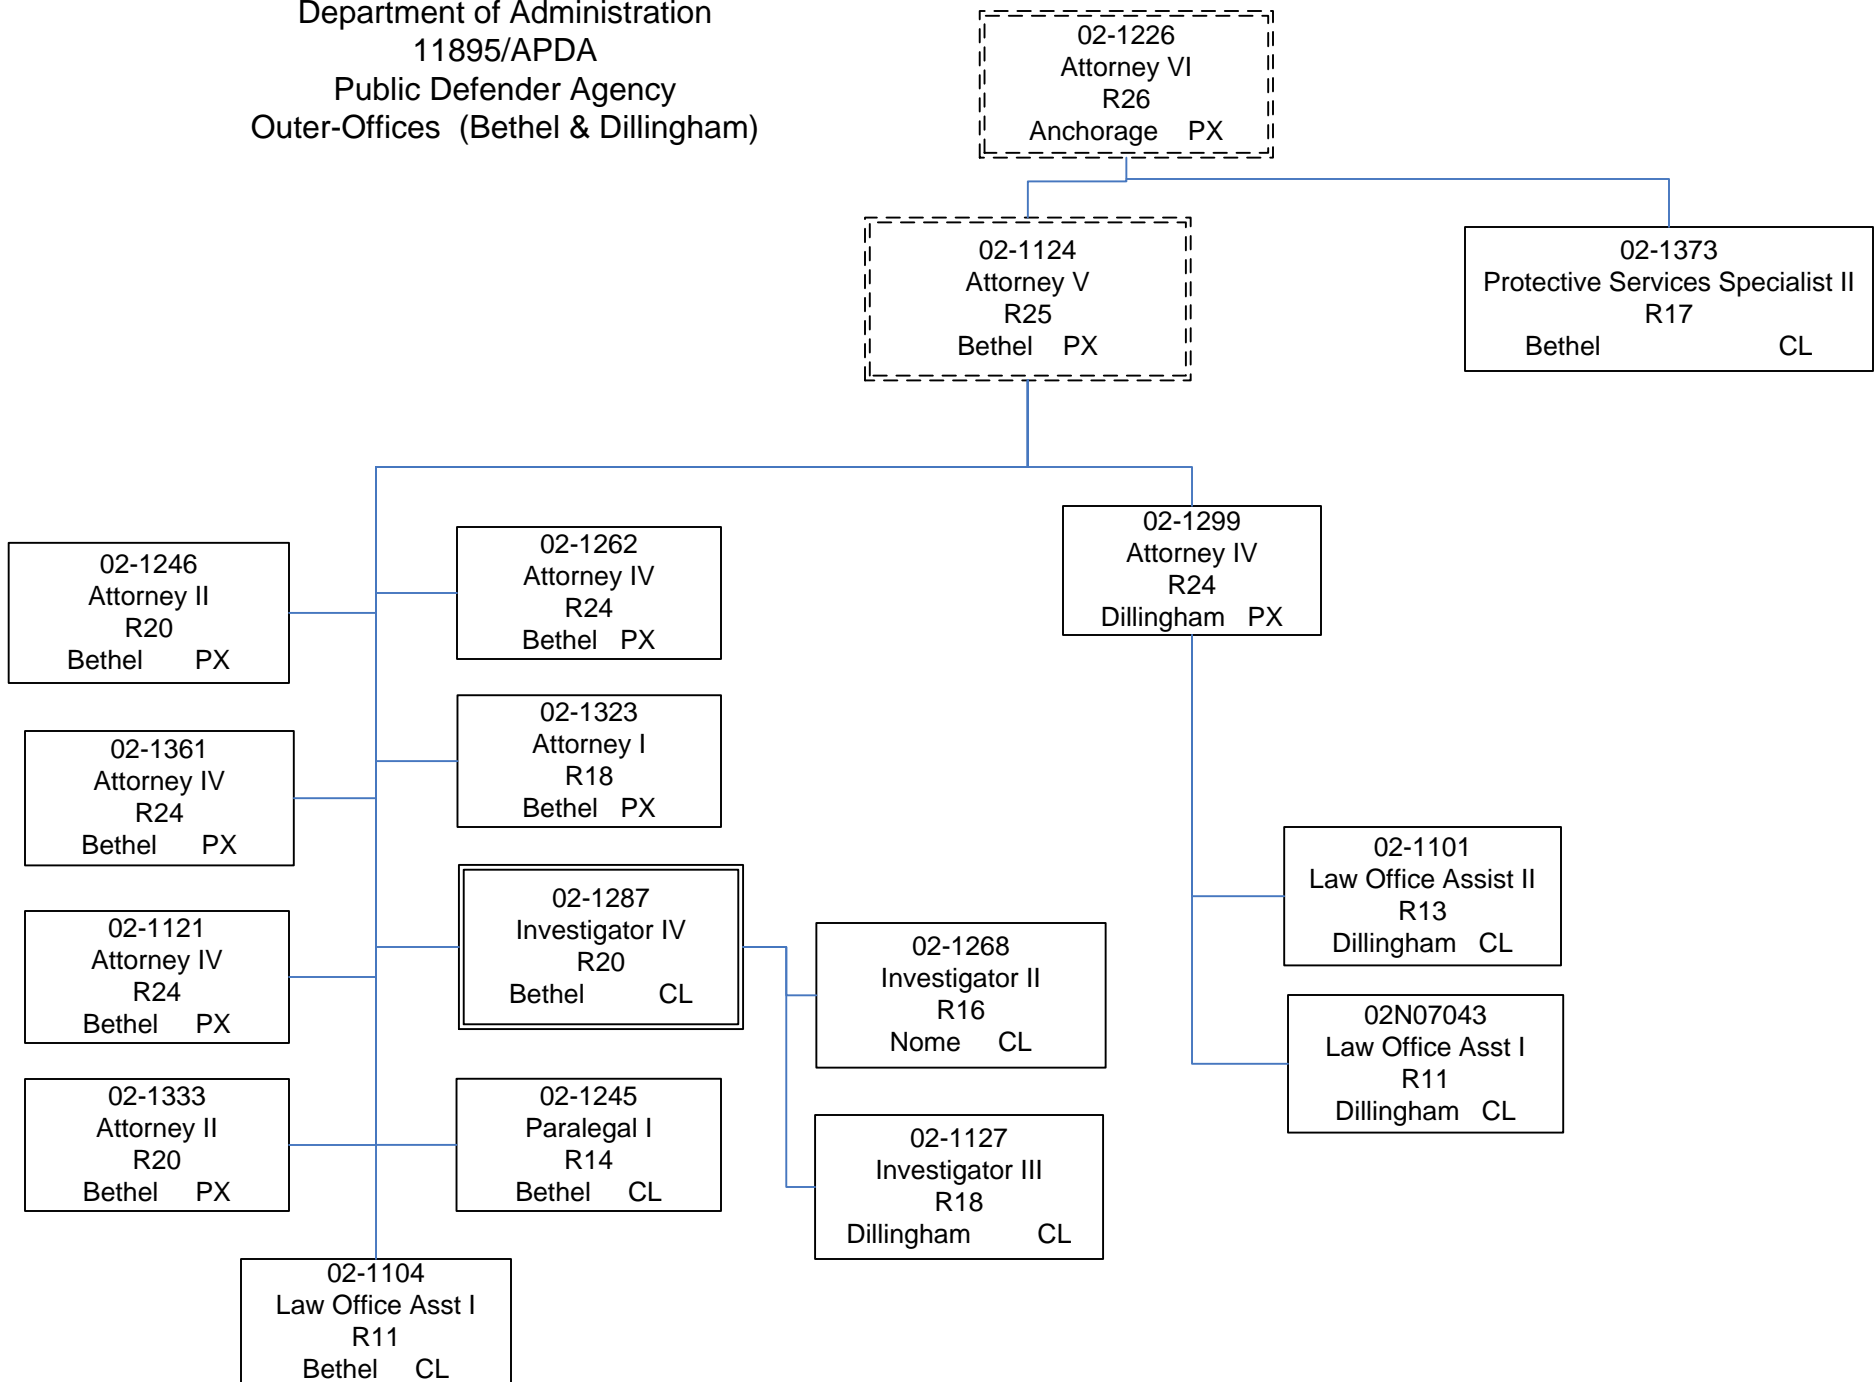 Department of Administration
11895/APDA
Public Defender Agency
Outer-Offices (Bethel & Dillingham)
02-1226
Attorney VI
R26
Anchorage PX
02-1124
Attorney V
R25
Bethel PX
02-1373
Protective Services Specialist II
R17
Bethel CL
02-1246
Attorney II
R20
Bethel PX
02-1262
Attorney IV
R24
Bethel PX
02-1299
Attorney IV
R24
Dillingham PX
02-1361
Attorney IV
R24
Bethel PX
02-1323
Attorney I
R18
Bethel PX
02-1121
Attorney IV
R24
Bethel PX
02-1287
Investigator IV
R20
Bethel CL
02-1268
Investigator II
R16
Nome CL
02-1101
Law Office Assist II
R13
Dillingham CL
02N07043
Law Office Asst I
R11
Dillingham CL
02-1333
Attorney II
R20
Bethel PX
02-1245
Paralegal I
R14
Bethel CL
02-1127
Investigator III
R18
Dillingham CL
02-1104
Law Office Asst I
R11
Bethel CL